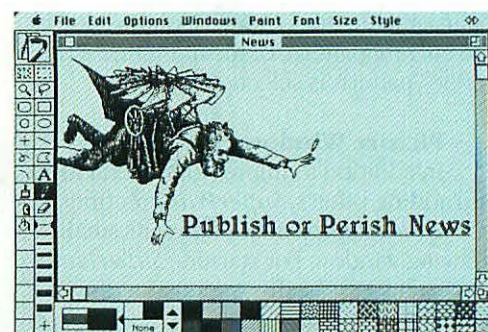 File Edit Options Windows Paint Font Size Style
News
Publish or Perish News
A
None